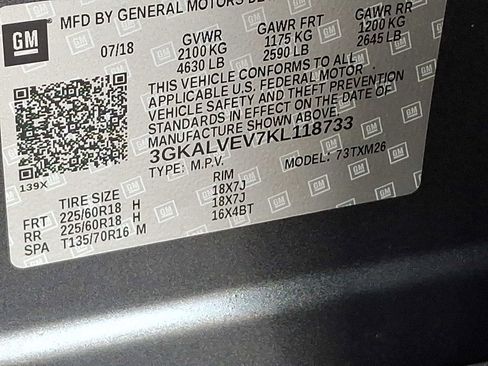 GM
MFD BY GENERAL MOTORS DE
07/18 GVWR GAWR FRT GAWR RR
2100 KG 1175 KG 1200 KG
4630 LB 2590 LB 2645 LB
THIS VEHICLE CONFORMS TO ALL
APPLICABLE U.S. FEDERAL MOTOR
VEHICLE SAFETY AND THEFT PREVENTION
STANDARDS IN EFFECT ON THE DATE OF
MANUFACTURE SHOWN ABOVE.
3GKALVEV7KL118733
TYPE: M.P.V. MODEL: 73TXM26
139X
TIRE SIZE RIM
FRT 225/60R18 H 18X7J
RR 225/60R18 H 18X7J
SPA T135/70R16 M 16X4BT